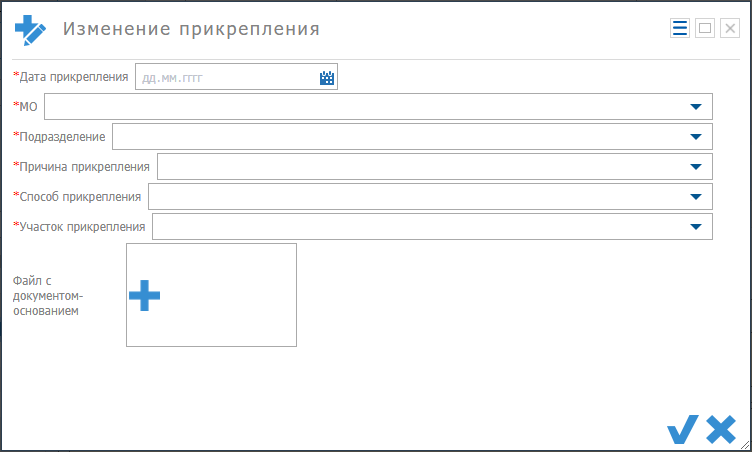 Изменение прикрепления
*Дата прикрепления дд.мм.гггг
*МО
*Подразделение
*Причина прикрепления
*Способ прикрепления
*Участок прикрепления
Файл с
документом-
основанием